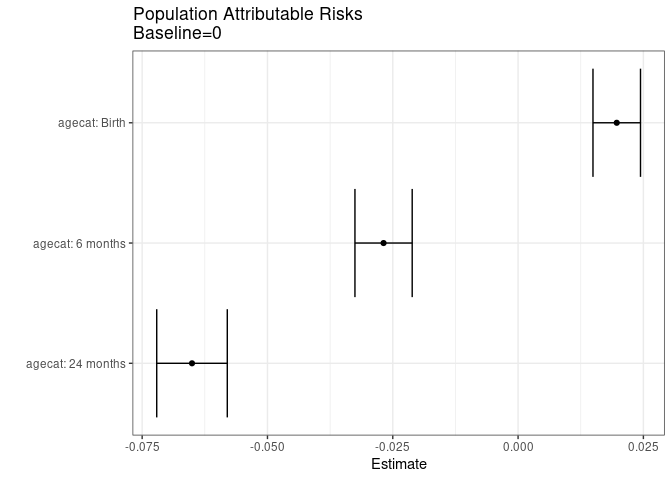 Population Attributable Risks
Baseline=0
agecat: Birth
agecat: 6 months
agecat: 24 months
-0.075 -0.050 -0.025 0.000 0.025
Estimate